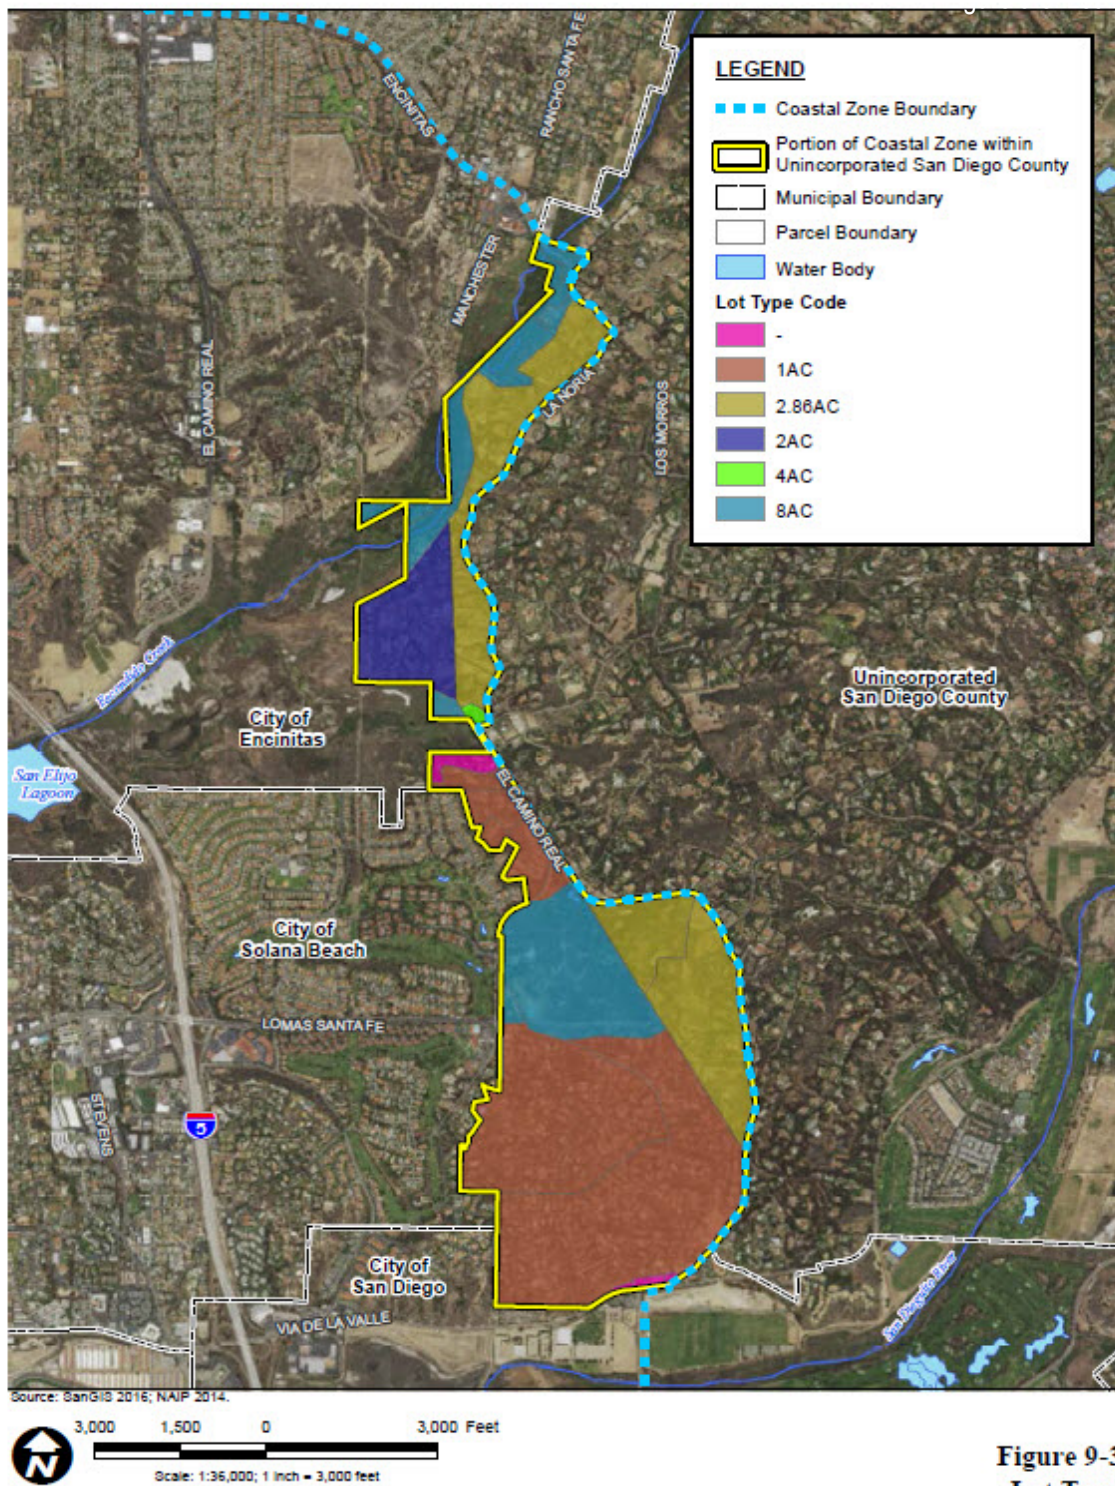 LEGEND
Coastal Zone Boundary
Portion of Coastal Zone within
Unincorporated San Diego County
Municipal Boundary
Parcel Boundary
Water Body
Lot Type Code
-
1AC
2.86AC
2AC
4AC
8AC
ENCINITAS
RANCHO SANTA FE
MANCHESTER
EL CAMINO REAL
LA NORIA
LOS MORROS
Escondido Creek
Unincorporated
San Diego County
City of
Encinitas
San Elijo
Lagoon
EL CAMINO REAL
City of
Solana Beach
LOMAS SANTA FE
STEVENS
5
City of
San Diego
VIA DE LA VALLE
San Dieguito River
Source: SanGIS 2016; NAIP 2014.
3,000 1,500 0 3,000 Feet
N
Scale: 1:36,000; 1 inch = 3,000 feet
Figure 9-3